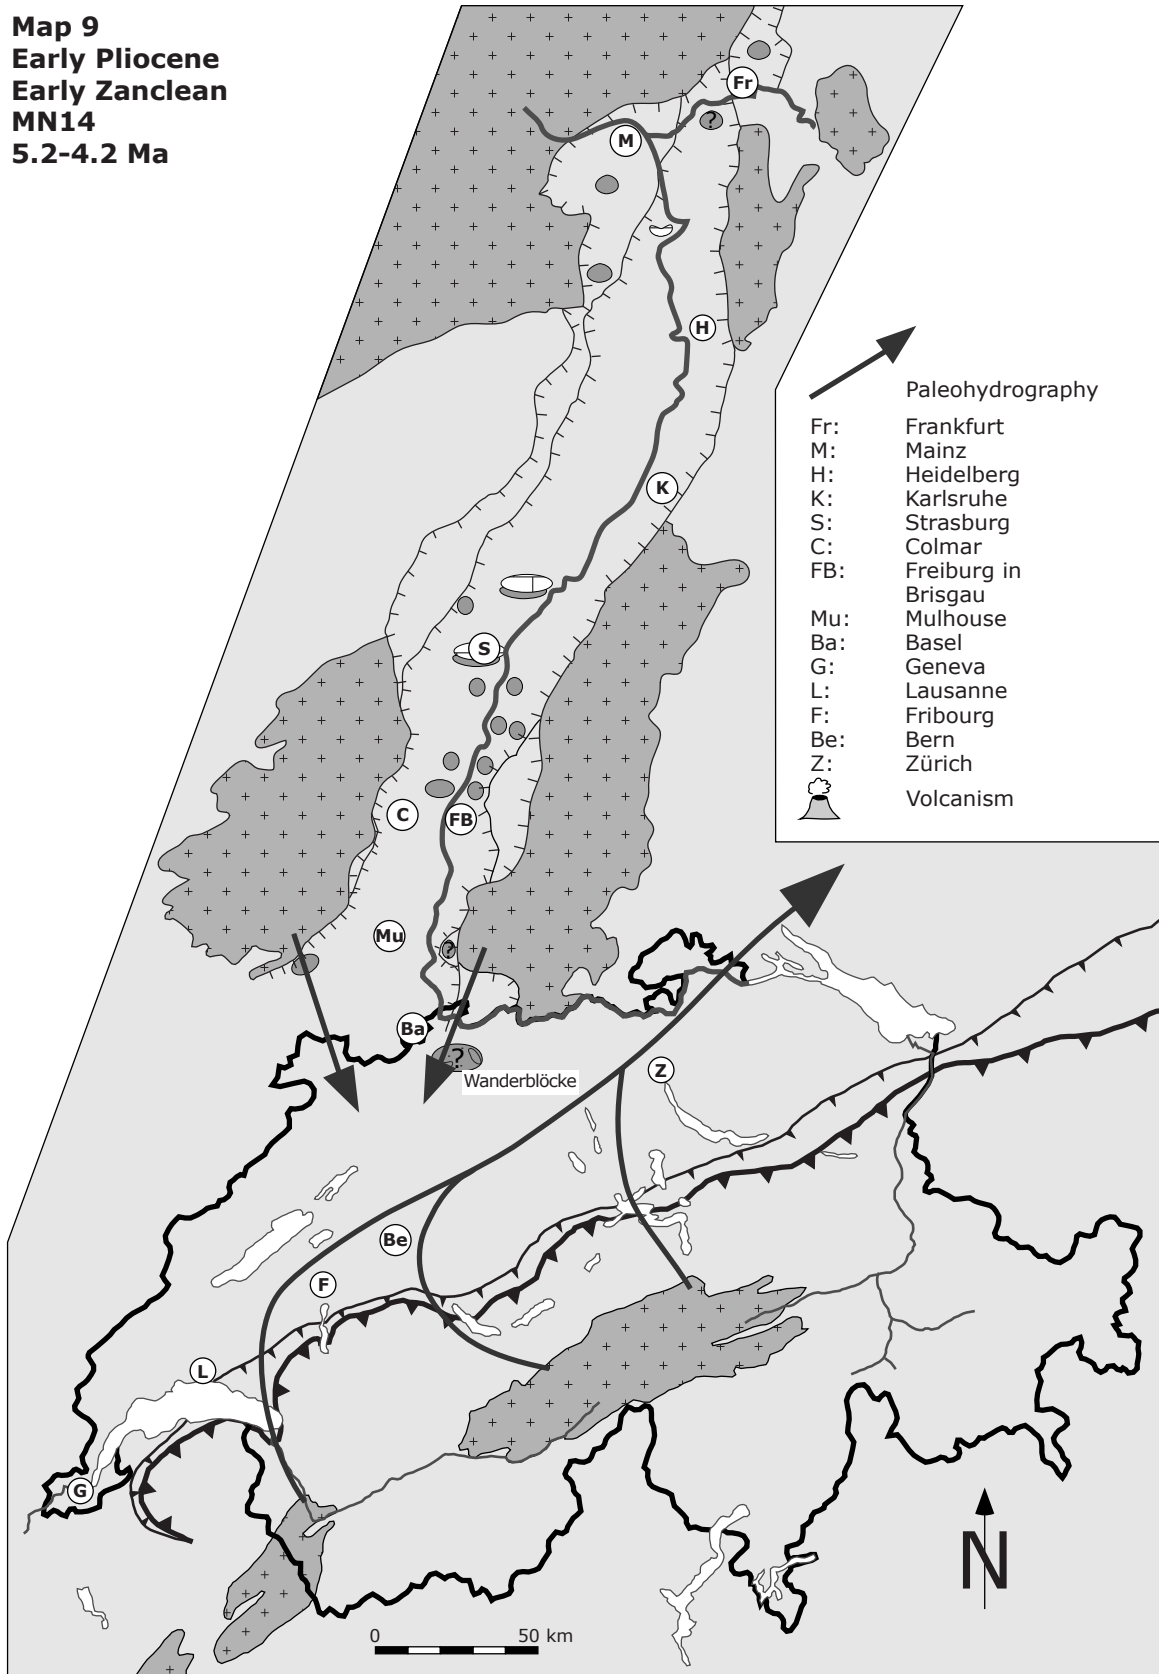 Map 9
Early Pliocene
Early Zanclean
MN14
5.2-4.2 Ma
Fr
?
M
H
K
S
C
FB
Mu
?
Ba
?
Wanderblöcke
Z
Be
F
L
G
N
0 50 km
Paleohydrography
Fr: Frankfurt
M: Mainz
H: Heidelberg
K: Karlsruhe
S: Strasburg
C: Colmar
FB: Freiburg in
Brisgau
Mu: Mulhouse
Ba: Basel
G: Geneva
L: Lausanne
F: Fribourg
Be: Bern
Z: Zürich
Volcanism